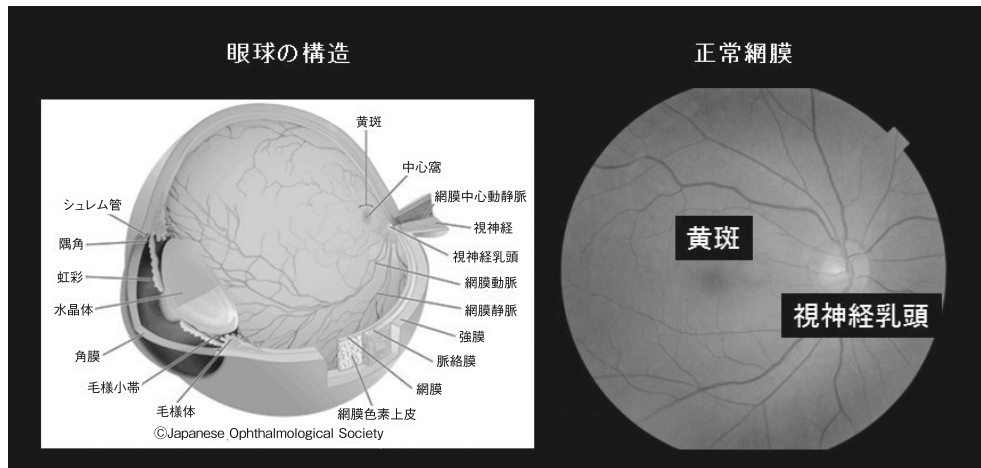 眼球の構造
正常網膜
黄斑
中心窩
網膜中心動静脈
視神経
視神経乳頭
網膜動脈
網膜静脈
強膜
脈絡膜
網膜
網膜色素上皮
シュレム管
隅角
虹彩
水晶体
角膜
毛様小帯
毛様体
©Japanese Ophthalmological Society
黄斑
視神経乳頭